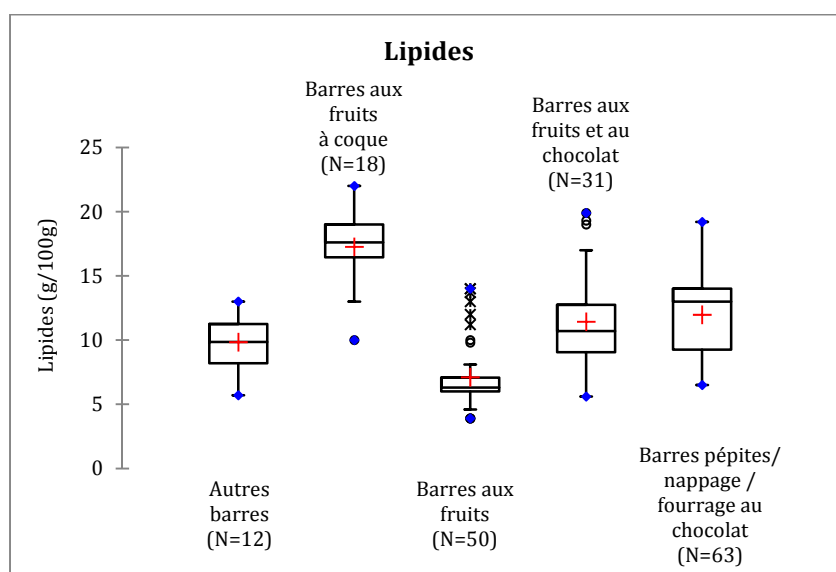 Lipides
Barres aux
fruits
à coque
(N=18)
Barres aux
fruits et au
chocolat
(N=31)
25
20
15
10
5
0
Lipides (g/100g)
Autres
barres
(N=12)
Barres aux
fruits
(N=50)
Barres pépites/
nappage /
fourrage au
chocolat
(N=63)